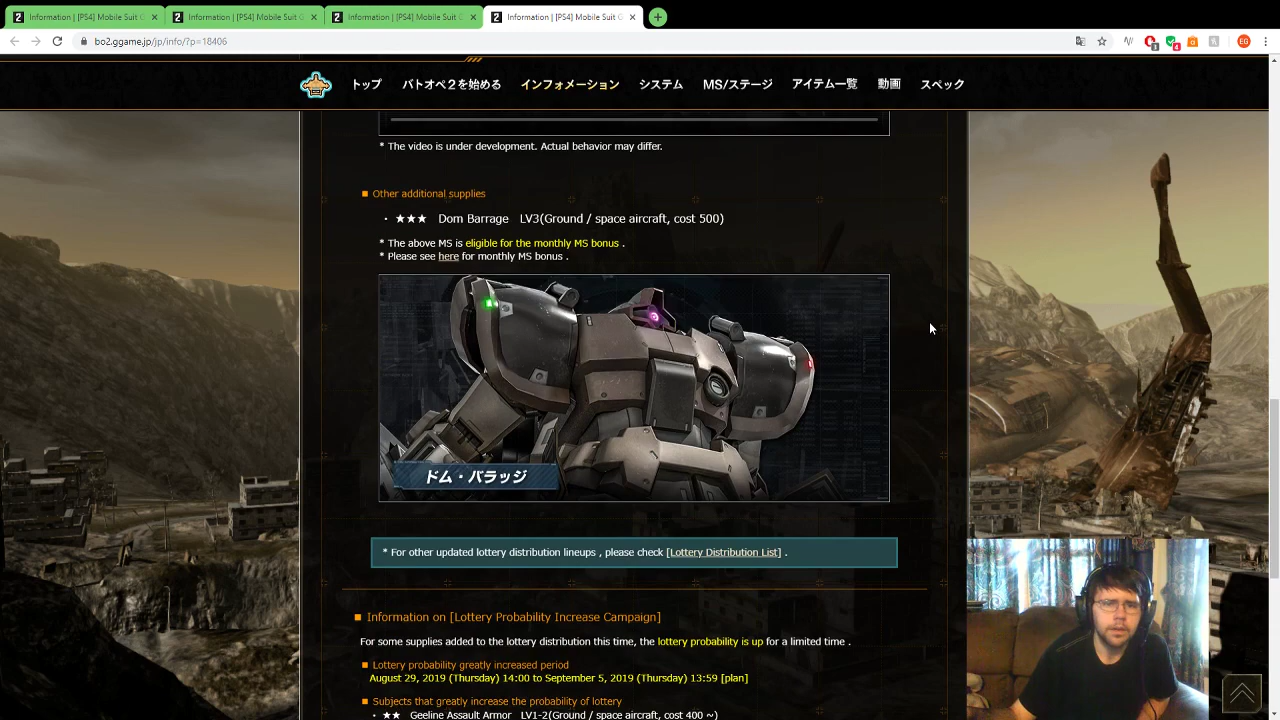 Information | [PS4] Mobile Suit G
Information | [PS4] Mobile Suit G
Information | [PS4] Mobile Suit G
Information | [PS4] Mobile Suit G
bo2.ggame.jp/jp/info/?p=18406
EG
トップ バトオペ２を始める インフォメーション システム MS/ステージ アイテム一覧 動画 スペック
* The video is under development. Actual behavior may differ.
■ Other additional supplies
・ ★★★ Dom Barrage LV3(Ground / space aircraft, cost 500)
* The above MS is eligible for the monthly MS bonus .
* Please see here for monthly MS bonus .
ドム・バラッジ
* For other updated lottery distribution lineups , please check [Lottery Distribution List] .
■ Information on [Lottery Probability Increase Campaign]
For some supplies added to the lottery distribution this time, the lottery probability is up for a limited time .
■ Lottery probability greatly increased period
August 29, 2019 (Thursday) 14:00 to September 5, 2019 (Thursday) 13:59 [plan]
■ Subjects that greatly increase the probability of lottery
・ ★★ Geeline Assault Armor LV1-2(Ground / space aircraft, cost 400 ~)